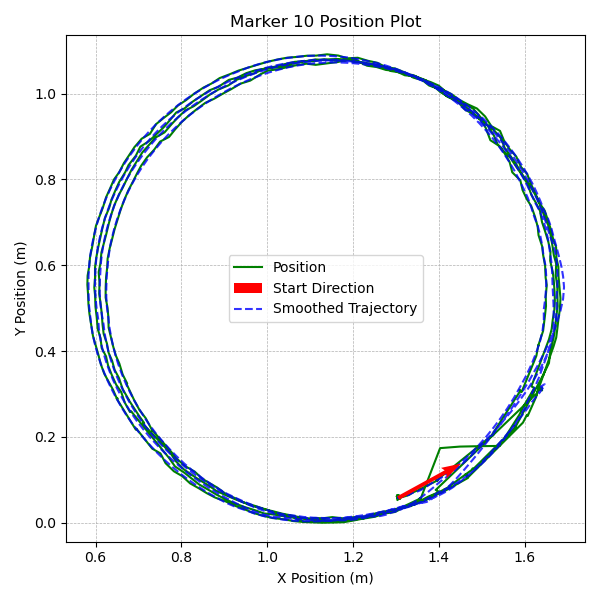 Marker 10 Position Plot
Y Position (m)
1.0
0.8
0.6
0.4
0.2
0.0
Position
Start Direction
Smoothed Trajectory
0.6 0.8 1.0 1.2 1.4 1.6
X Position (m)